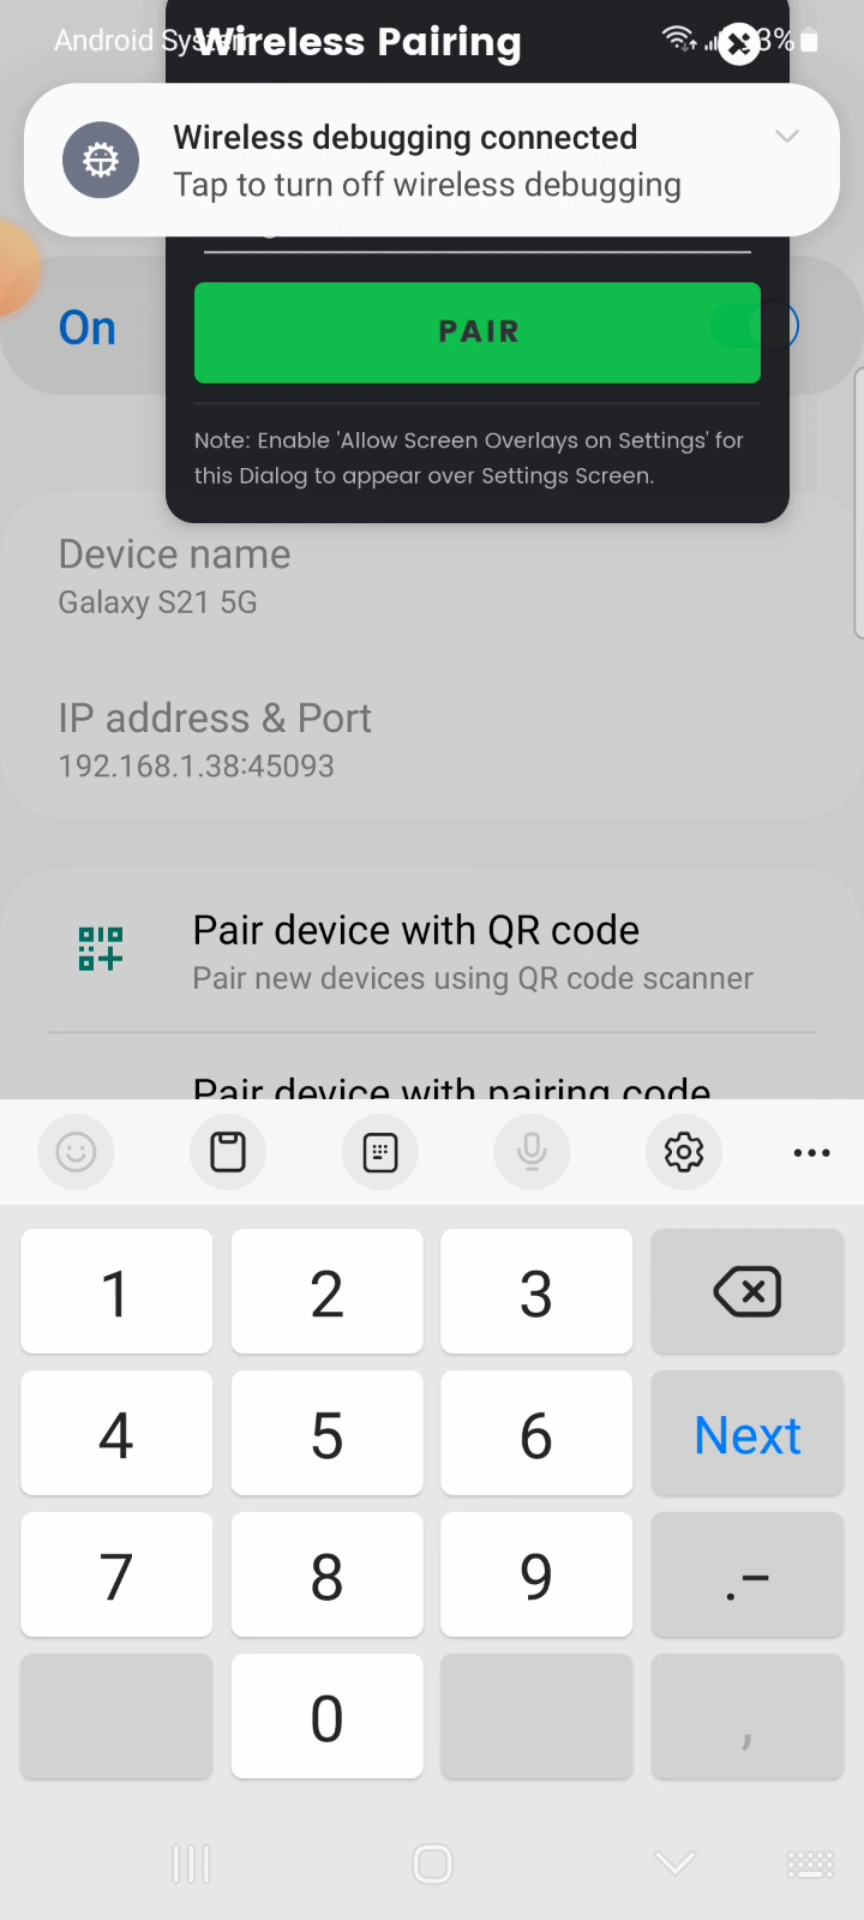 Android System
Wireless Pairing
3%
Wireless debugging connected
Tap to turn off wireless debugging
On
PAIR
Note: Enable 'Allow Screen Overlays on Settings' for
this Dialog to appear over Settings Screen.
Device name
Galaxy S21 5G
IP address & Port
192.168.1.38:45093
Pair device with QR code
Pair new devices using QR code scanner
Pair device with pairing code
1 2 3
4 5 6 Next
7 8 9 .-
0 ,